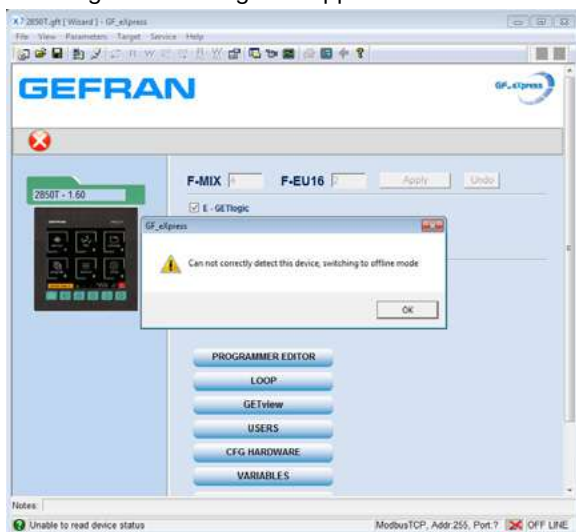 2850T.gft [ Wizard ] - GF_eXpress
File View Parameters Target Service Help
GEFRAN
GF_eXpress
F-MIX F-EU16 2 Apply Undo
2850T - 1.60
E - GETlogic
GF_eXpress
Can not correctly detect this device, switching to offline mode
OK
PROGRAMMER EDITOR
LOOP
GETview
USERS
CFG HARDWARE
VARIABLES
Notes:
Unable to read device status ModbusTCP, Addr:255, Port:? OFF LINE